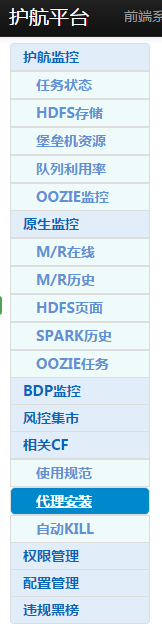 护航平台 前端系
护航监控
任务状态
HDFS存储
堡垒机资源
队列利用率
OOZIE监控
原生监控
M/R在线
M/R历史
HDFS页面
SPARK历史
OOZIE任务
BDP监控
风控集市
相关CF
使用规范
代理安装
自动KILL
权限管理
配置管理
违规黑榜